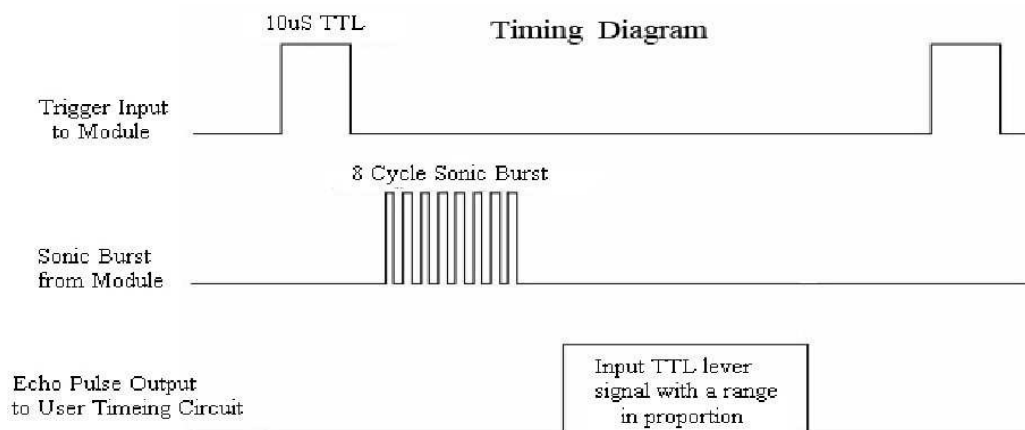 10uS TTL
Timing Diagram
Trigger Input
to Module
8 Cycle Sonic Burst
Sonic Burst
from Module
Echo Pulse Output
to User Timeing Circuit
Input TTL lever
signal with a range
in proportion